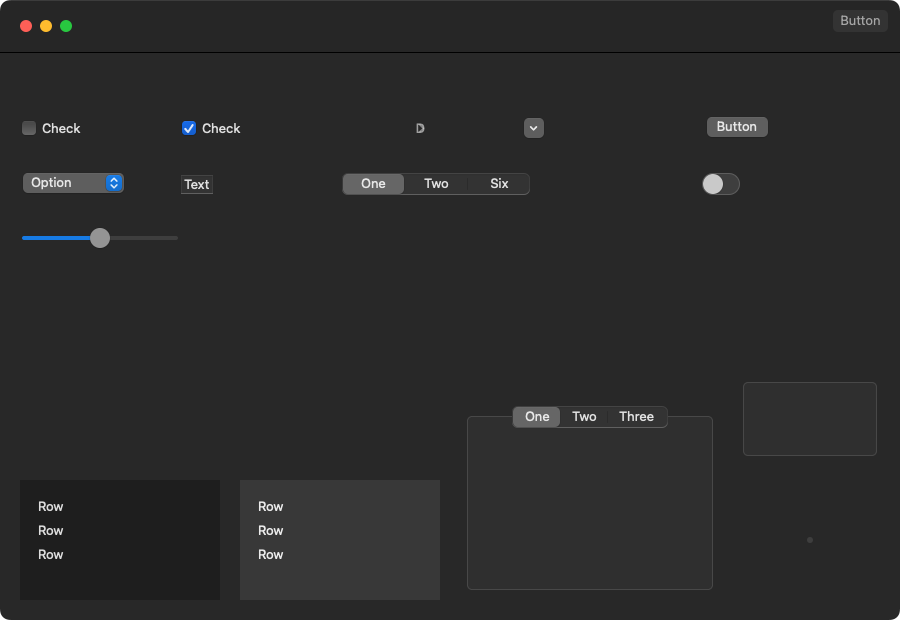 Button
Check
Check
D
Button
Option
Text
One Two Six
One Two Three
Row
Row
Row
Row
Row
Row